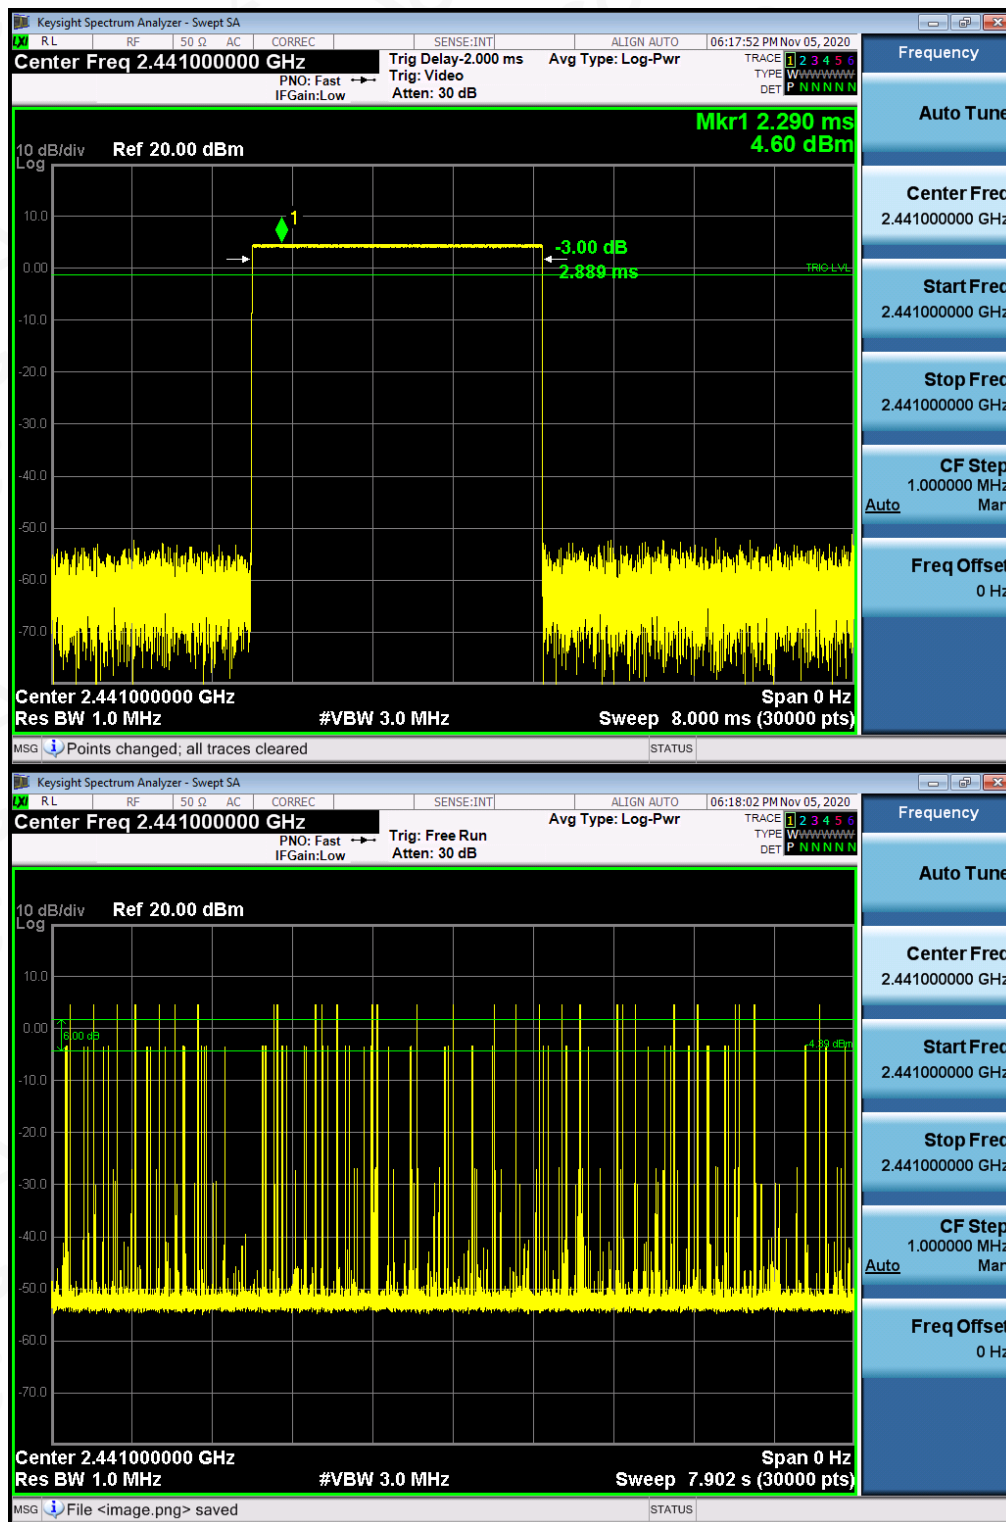 Keysight Spectrum Analyzer - Swept SA
LXI RL RF 50 Ω AC CORREC SENSE:INT ALIGN AUTO 06:17:52 PM Nov 05, 2020
Center Freq 2.441000000 GHz
PNO: Fast
IFGain:Low
Trig Delay-2.000 ms
Trig: Video
Atten: 30 dB
Avg Type: Log-Pwr
TRACE 1 2 3 4 5 6
TYPE WWWWWWW
DET P N N N N N
Frequency
Auto Tune
Center Freq
2.441000000 GHz
Start Freq
2.441000000 GHz
Stop Freq
2.441000000 GHz
CF Step
1.000000 MHz
Auto Man
Freq Offset
0 Hz
Mkr1 2.290 ms
4.60 dBm
10 dB/div Ref 20.00 dBm
Log
10.0
0.00
-10.0
-20.0
-30.0
-40.0
-50.0
-60.0
-70.0
1
-3.00 dB
2.889 ms
TRIG LVL
Center 2.441000000 GHz Span 0 Hz
Res BW 1.0 MHz #VBW 3.0 MHz Sweep 8.000 ms (30000 pts)
MSG Points changed; all traces cleared STATUS
Keysight Spectrum Analyzer - Swept SA
LXI RL RF 50 Ω AC CORREC SENSE:INT ALIGN AUTO 06:18:02 PM Nov 05, 2020
Center Freq 2.441000000 GHz
PNO: Fast
IFGain:Low
Trig: Free Run
Atten: 30 dB
Avg Type: Log-Pwr
TRACE 1 2 3 4 5 6
TYPE WWWWWWW
DET P N N N N N
Frequency
Auto Tune
Center Freq
2.441000000 GHz
Start Freq
2.441000000 GHz
Stop Freq
2.441000000 GHz
CF Step
1.000000 MHz
Auto Man
Freq Offset
0 Hz
10 dB/div Ref 20.00 dBm
Log
10.0
0.00
-10.0
-20.0
-30.0
-40.0
-50.0
-60.0
-70.0
6.00 dB
-4.39 dBm
Center 2.441000000 GHz Span 0 Hz
Res BW 1.0 MHz #VBW 3.0 MHz Sweep 7.902 s (30000 pts)
MSG File <image.png> saved STATUS